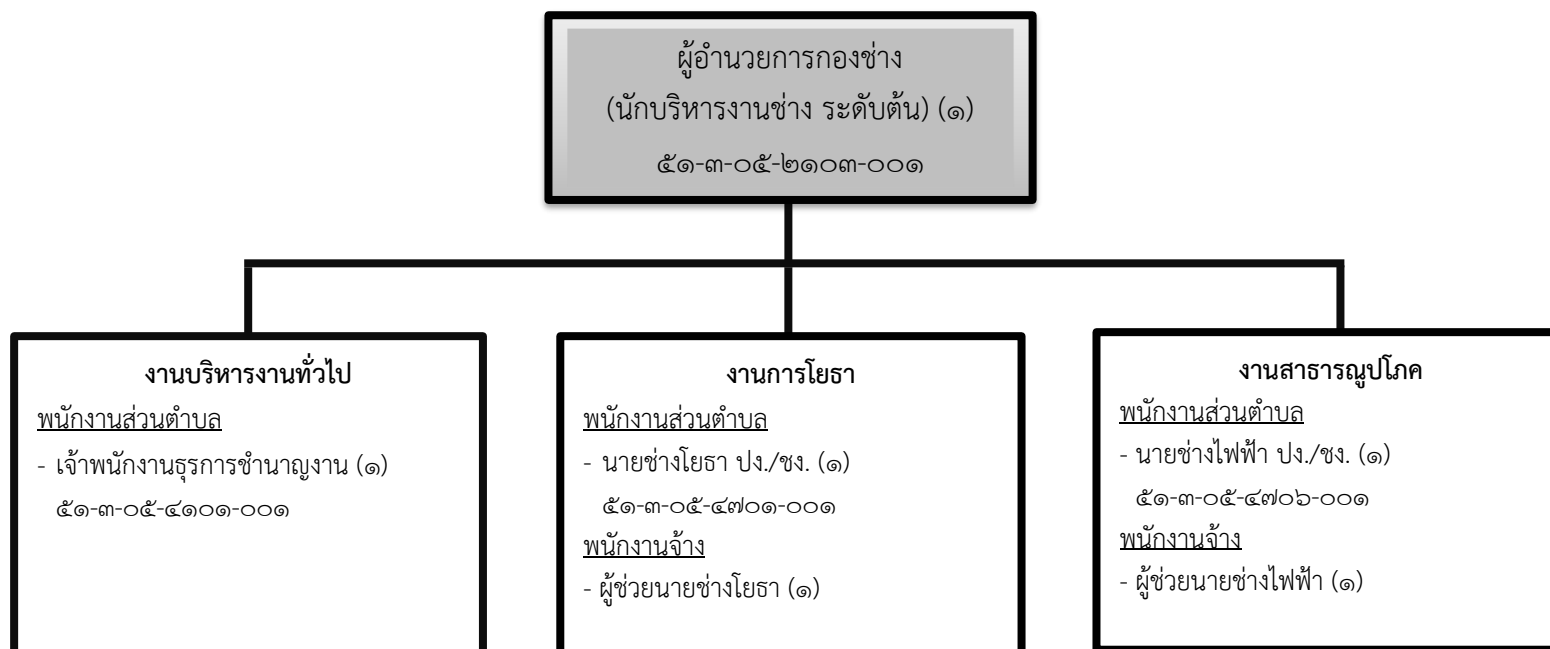 ผู้อำนวยการกองช่าง
(นักบริหารงานช่าง ระดับต้น) (๑)
๕๑-๓-๐๕-๒๑๐๓-๐๐๑
งานบริหารงานทั่วไป
พนักงานส่วนตำบล
- เจ้าพนักงานธุรการชำนาญงาน (๑)
๕๑-๓-๐๕-๔๑๐๑-๐๐๑
งานการโยธา
พนักงานส่วนตำบล
- นายช่างโยธา ปง./ชง. (๑)
๕๑-๓-๐๕-๔๗๐๑-๐๐๑
พนักงานจ้าง
- ผู้ช่วยนายช่างโยธา (๑)
งานสาธารณูปโภค
พนักงานส่วนตำบล
- นายช่างไฟฟ้า ปง./ชง. (๑)
๕๑-๓-๐๕-๔๗๐๖-๐๐๑
พนักงานจ้าง
- ผู้ช่วยนายช่างไฟฟ้า (๑)